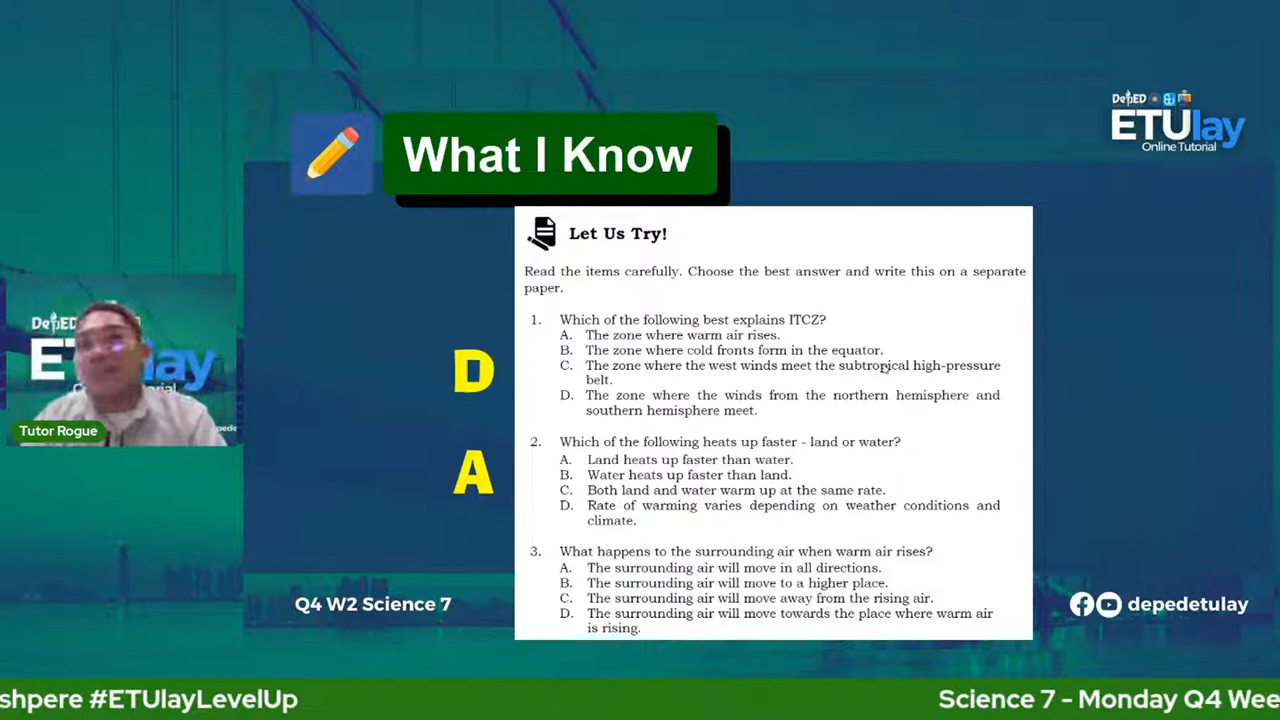 DepED
ETUlay
Online Tutorial
What I Know
Let Us Try!
Read the items carefully. Choose the best answer and write this on a separate
paper.
1. Which of the following best explains ITCZ?
A. The zone where warm air rises.
B. The zone where cold fronts form in the equator.
C. The zone where the west winds meet the subtropical high-pressure
belt.
D. The zone where the winds from the northern hemisphere and
southern hemisphere meet.
D
2. Which of the following heats up faster - land or water?
A. Land heats up faster than water.
B. Water heats up faster than land.
C. Both land and water warm up at the same rate.
D. Rate of warming varies depending on weather conditions and
climate.
A
3. What happens to the surrounding air when warm air rises?
A. The surrounding air will move in all directions.
B. The surrounding air will move to a higher place.
C. The surrounding air will move away from the rising air.
D. The surrounding air will move towards the place where warm air
is rising.
Tutor Rogue
Q4 W2 Science 7
depedetulay
shpere #ETUlayLevelUp
Science 7 - Monday Q4 Wee